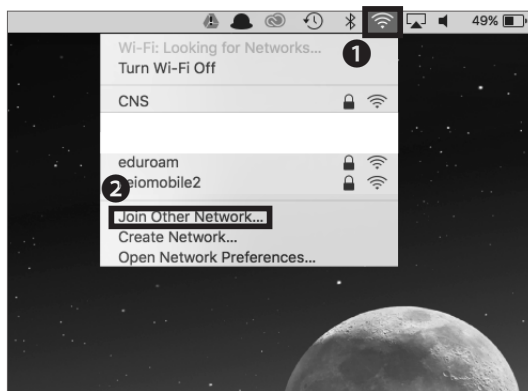 49%
1
Wi-Fi: Looking for Networks...
Turn Wi-Fi Off
CNS
eduroam
2
eiomobile2
Join Other Network...
Create Network...
Open Network Preferences...